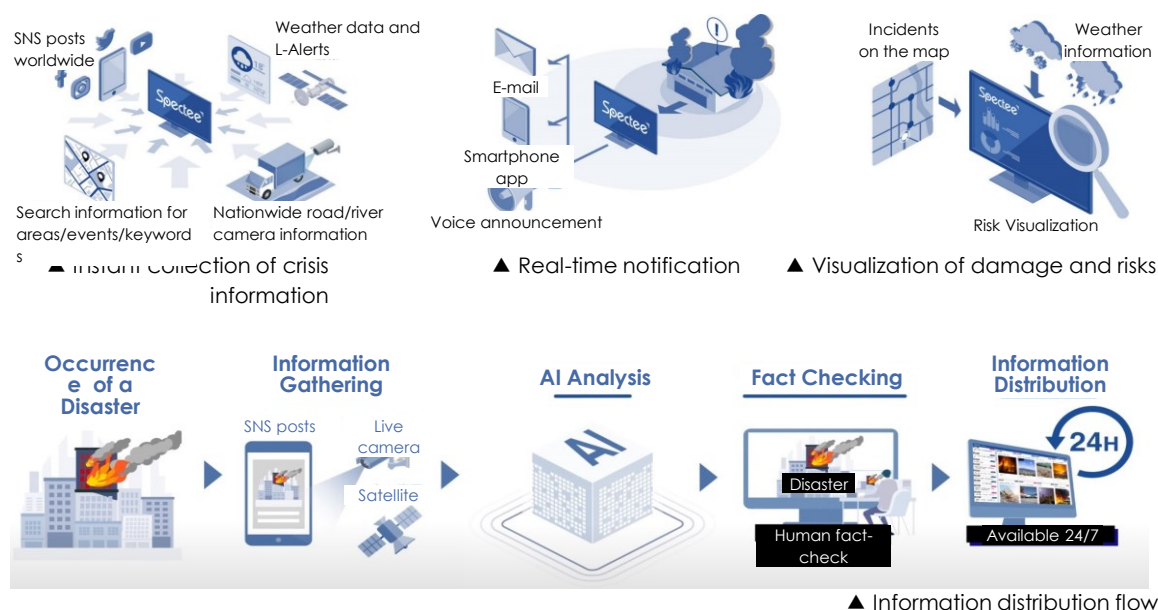 SNS posts
worldwide
Weather data and
L-Alerts
Spectee
Search information for
areas/events/keyword
s
Nationwide road/river
camera information
▲ Instant collection of crisis
information
E-mail
Smartphone
app
Voice announcement
Spectee
!
▲ Real-time notification
Incidents
on the map
Weather
information
Spectee
Risk Visualization
▲ Visualization of damage and risks
Occurrenc
e of a
Disaster
Information
Gathering
SNS posts
Live
camera
Satellite
AI Analysis
AI
Fact Checking
Disaster
Human fact-
check
Information
Distribution
24H
Available 24/7
▲ Information distribution flow